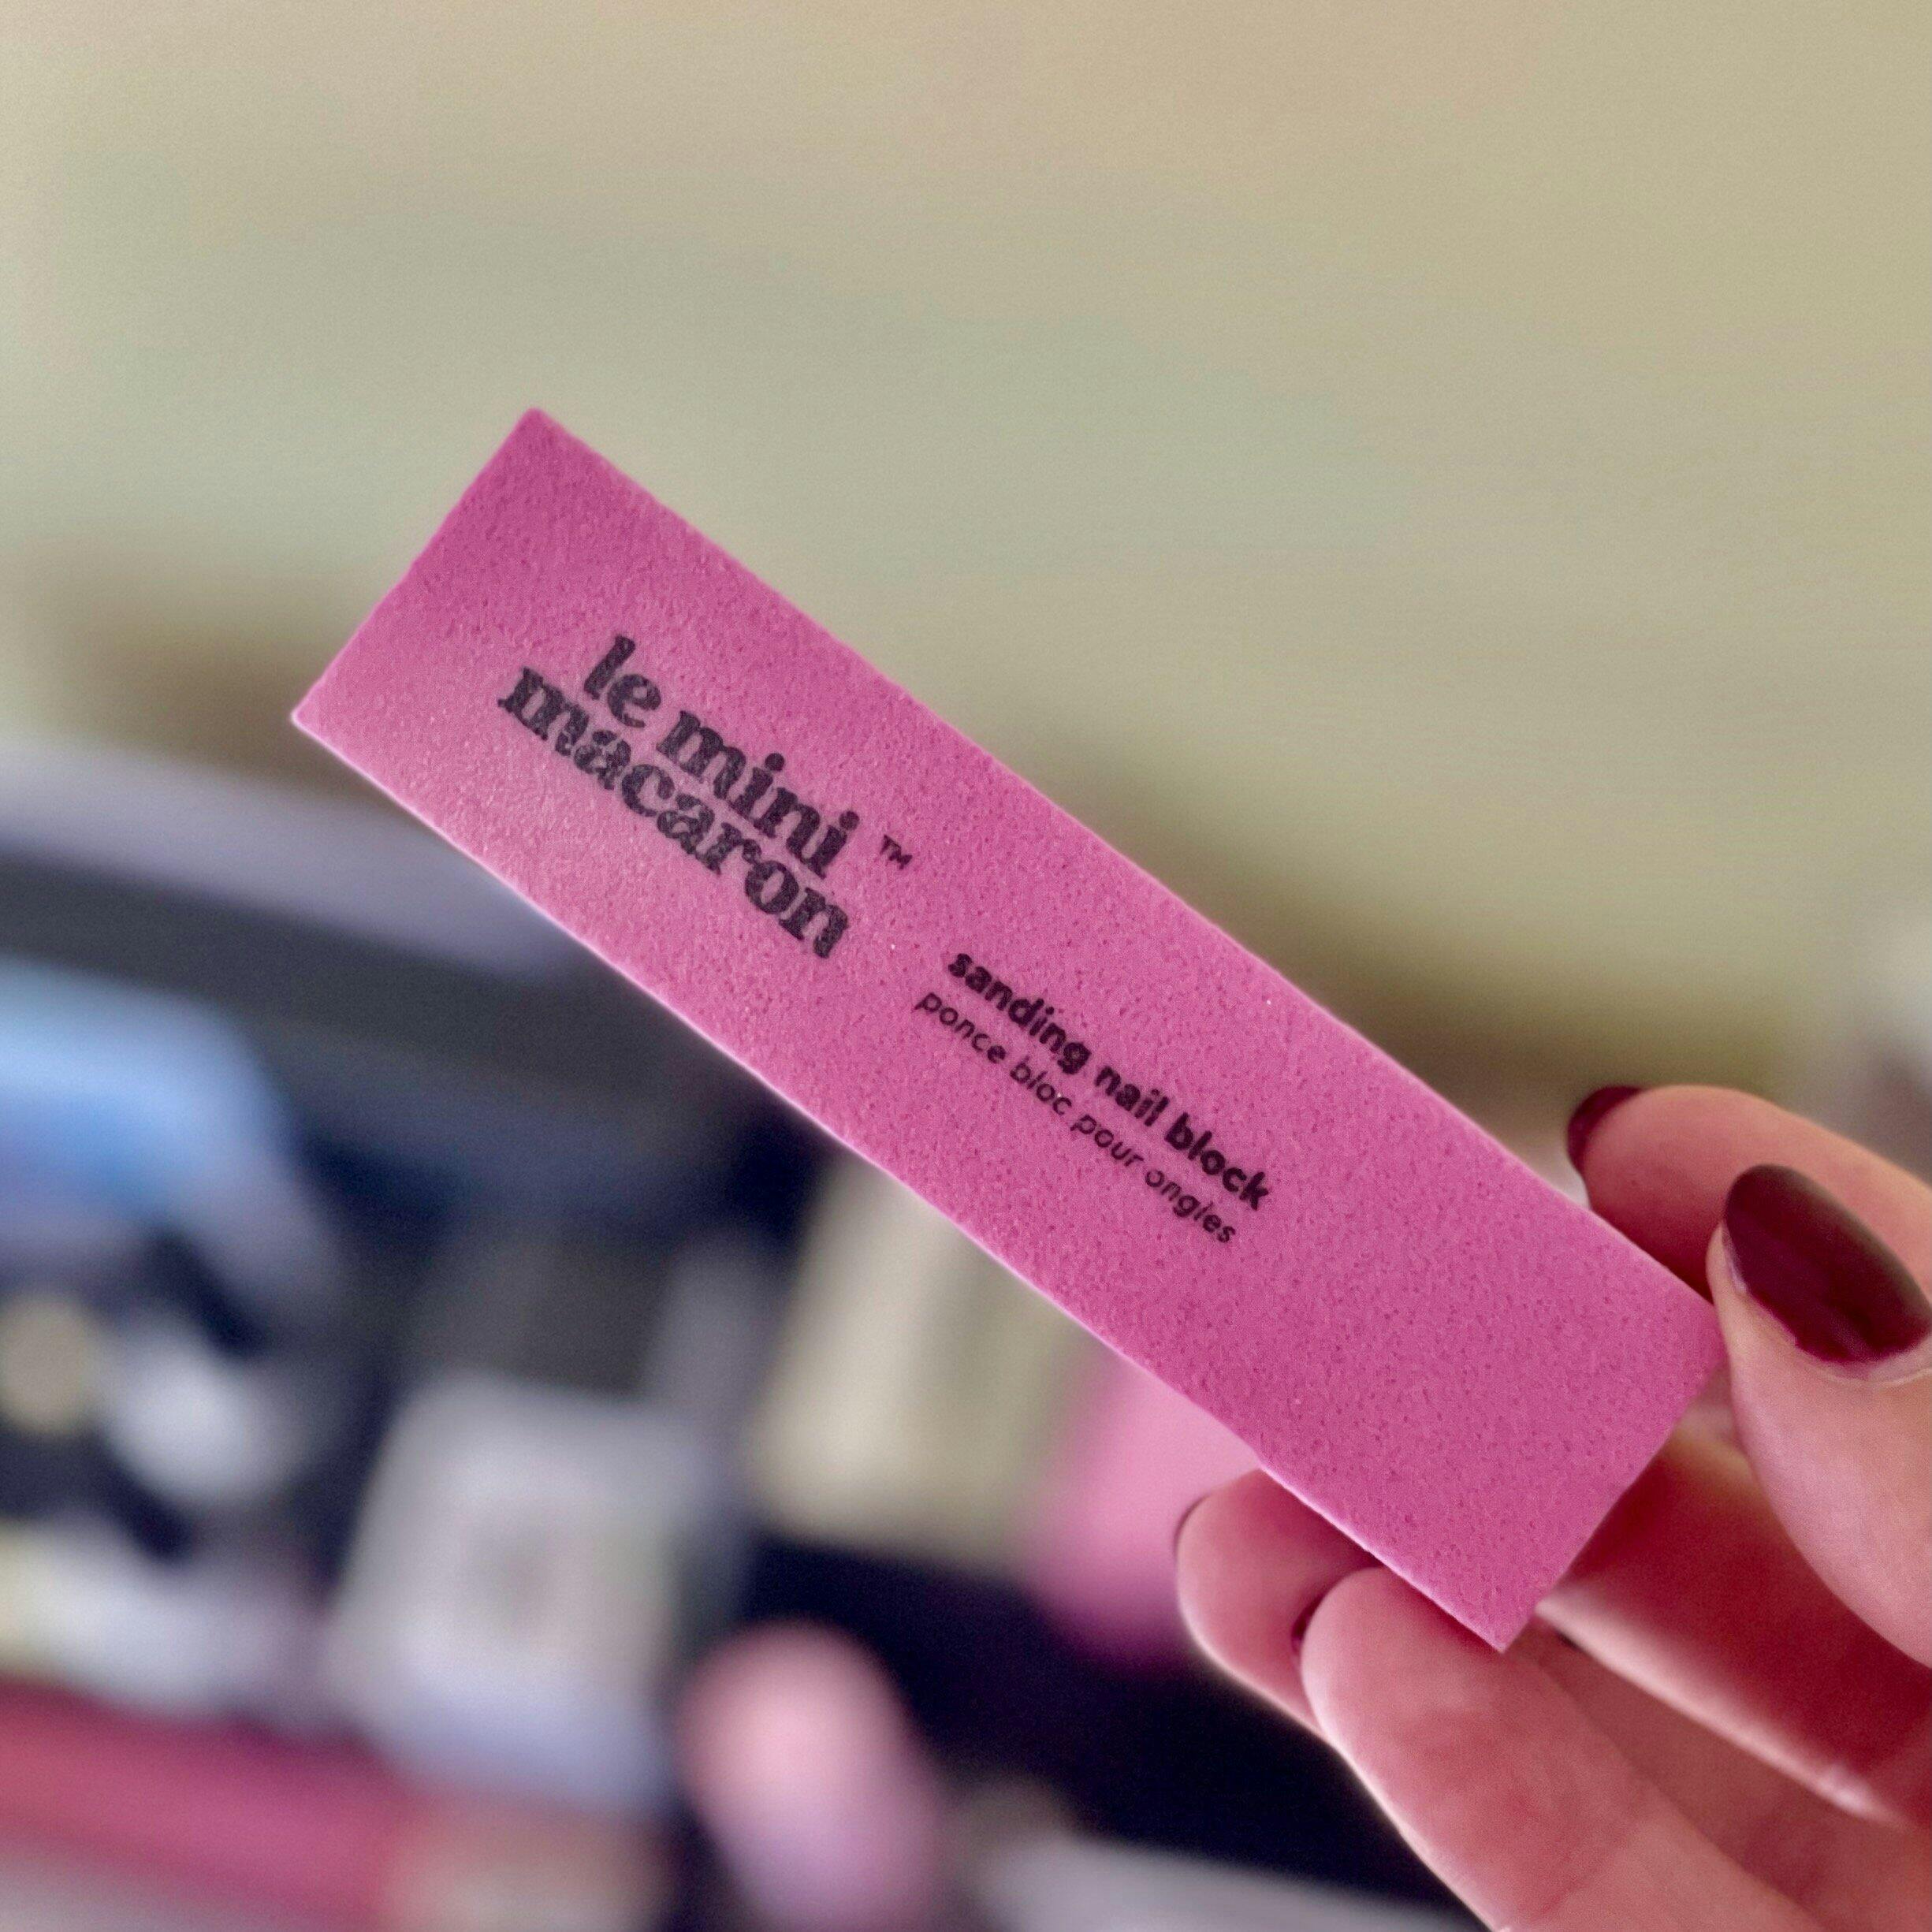 le mini
macaron ™
sanding nail block
ponce bloc pour ongles